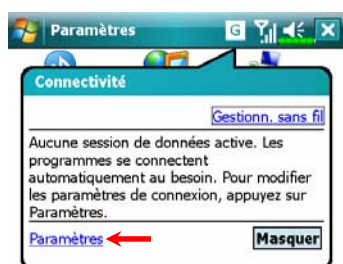 Paramètres
G
Connectivité
Gestionn. sans fil
Aucune session de données active. Les
programmes se connectent
automatiquement au besoin. Pour modifier
les paramètres de connexion, appuyez sur
Paramètres.
Paramètres
Masquer